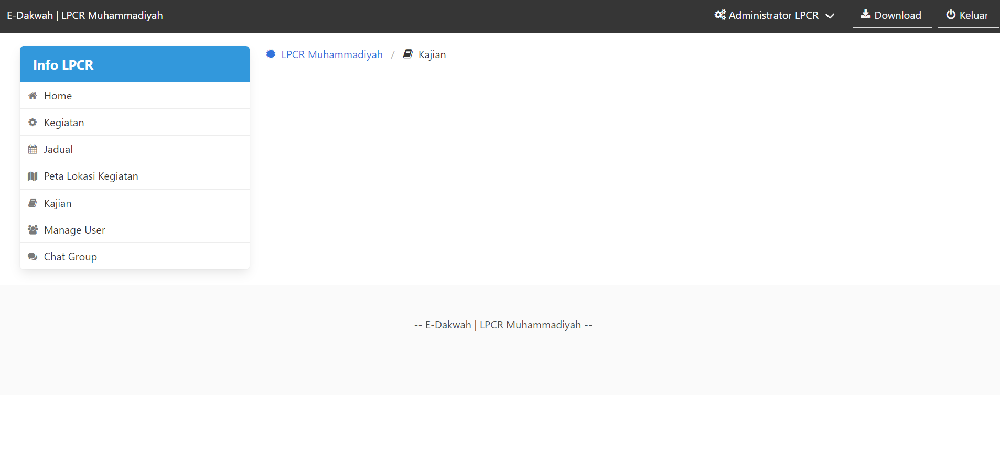 E-Dakwah | LPCR Muhammadiyah
Administrator LPCR
Download
Keluar
Info LPCR
Home
Kegiatan
Jadual
Peta Lokasi Kegiatan
Kajian
Manage User
Chat Group
LPCR Muhammadiyah / Kajian
-- E-Dakwah | LPCR Muhammadiyah --